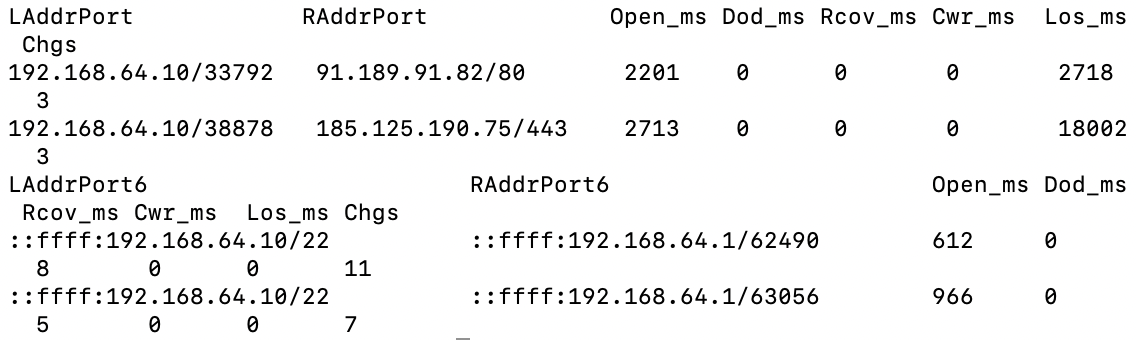 LAddrPort RAddrPort Open_ms Dod_ms Rcov_ms Cwr_ms Los_ms
Chgs
192.168.64.10/33792 91.189.91.82/80 2201 0 0 0 2718
3
192.168.64.10/38878 185.125.190.75/443 2713 0 0 0 18002
3
LAddrPort6 RAddrPort6 Open_ms Dod_ms
Rcov_ms Cwr_ms Los_ms Chgs
::ffff:192.168.64.10/22 ::ffff:192.168.64.1/62490 612 0
8 0 0 11
::ffff:192.168.64.10/22 ::ffff:192.168.64.1/63056 966 0
5 0 0 7